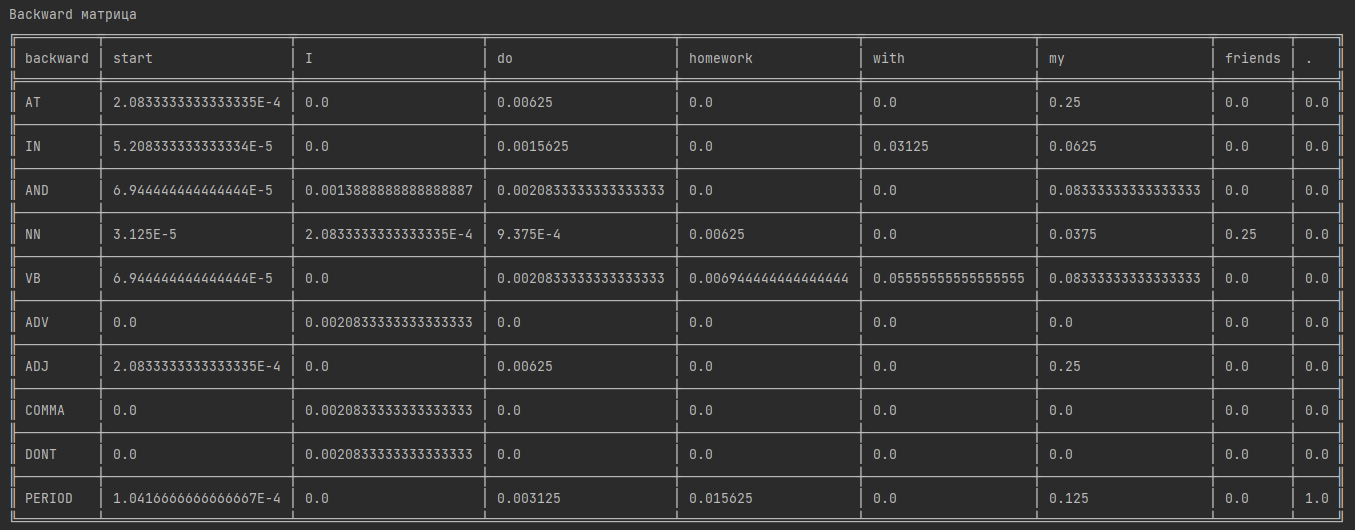 Backward матрица
backward start I do homework with my friends .
AT 2.0833333333333335E-4 0.0 0.00625 0.0 0.0 0.25 0.0 0.0
IN 5.208333333333334E-5 0.0 0.0015625 0.0 0.03125 0.0625 0.0 0.0
AND 6.944444444444444E-5 0.0013888888888888887 0.0020833333333333333 0.0 0.0 0.08333333333333333 0.0 0.0
NN 3.125E-5 2.0833333333333335E-4 9.375E-4 0.00625 0.0 0.0375 0.25 0.0
VB 6.944444444444444E-5 0.0 0.0020833333333333333 0.006944444444444444 0.05555555555555555 0.08333333333333333 0.0 0.0
ADV 0.0 0.0020833333333333333 0.0 0.0 0.0 0.0 0.0 0.0
ADJ 2.0833333333333335E-4 0.0 0.00625 0.0 0.0 0.25 0.0 0.0
COMMA 0.0 0.0020833333333333333 0.0 0.0 0.0 0.0 0.0 0.0
DONT 0.0 0.0020833333333333333 0.0 0.0 0.0 0.0 0.0 0.0
PERIOD 1.0416666666666667E-4 0.0 0.003125 0.015625 0.0 0.125 0.0 1.0